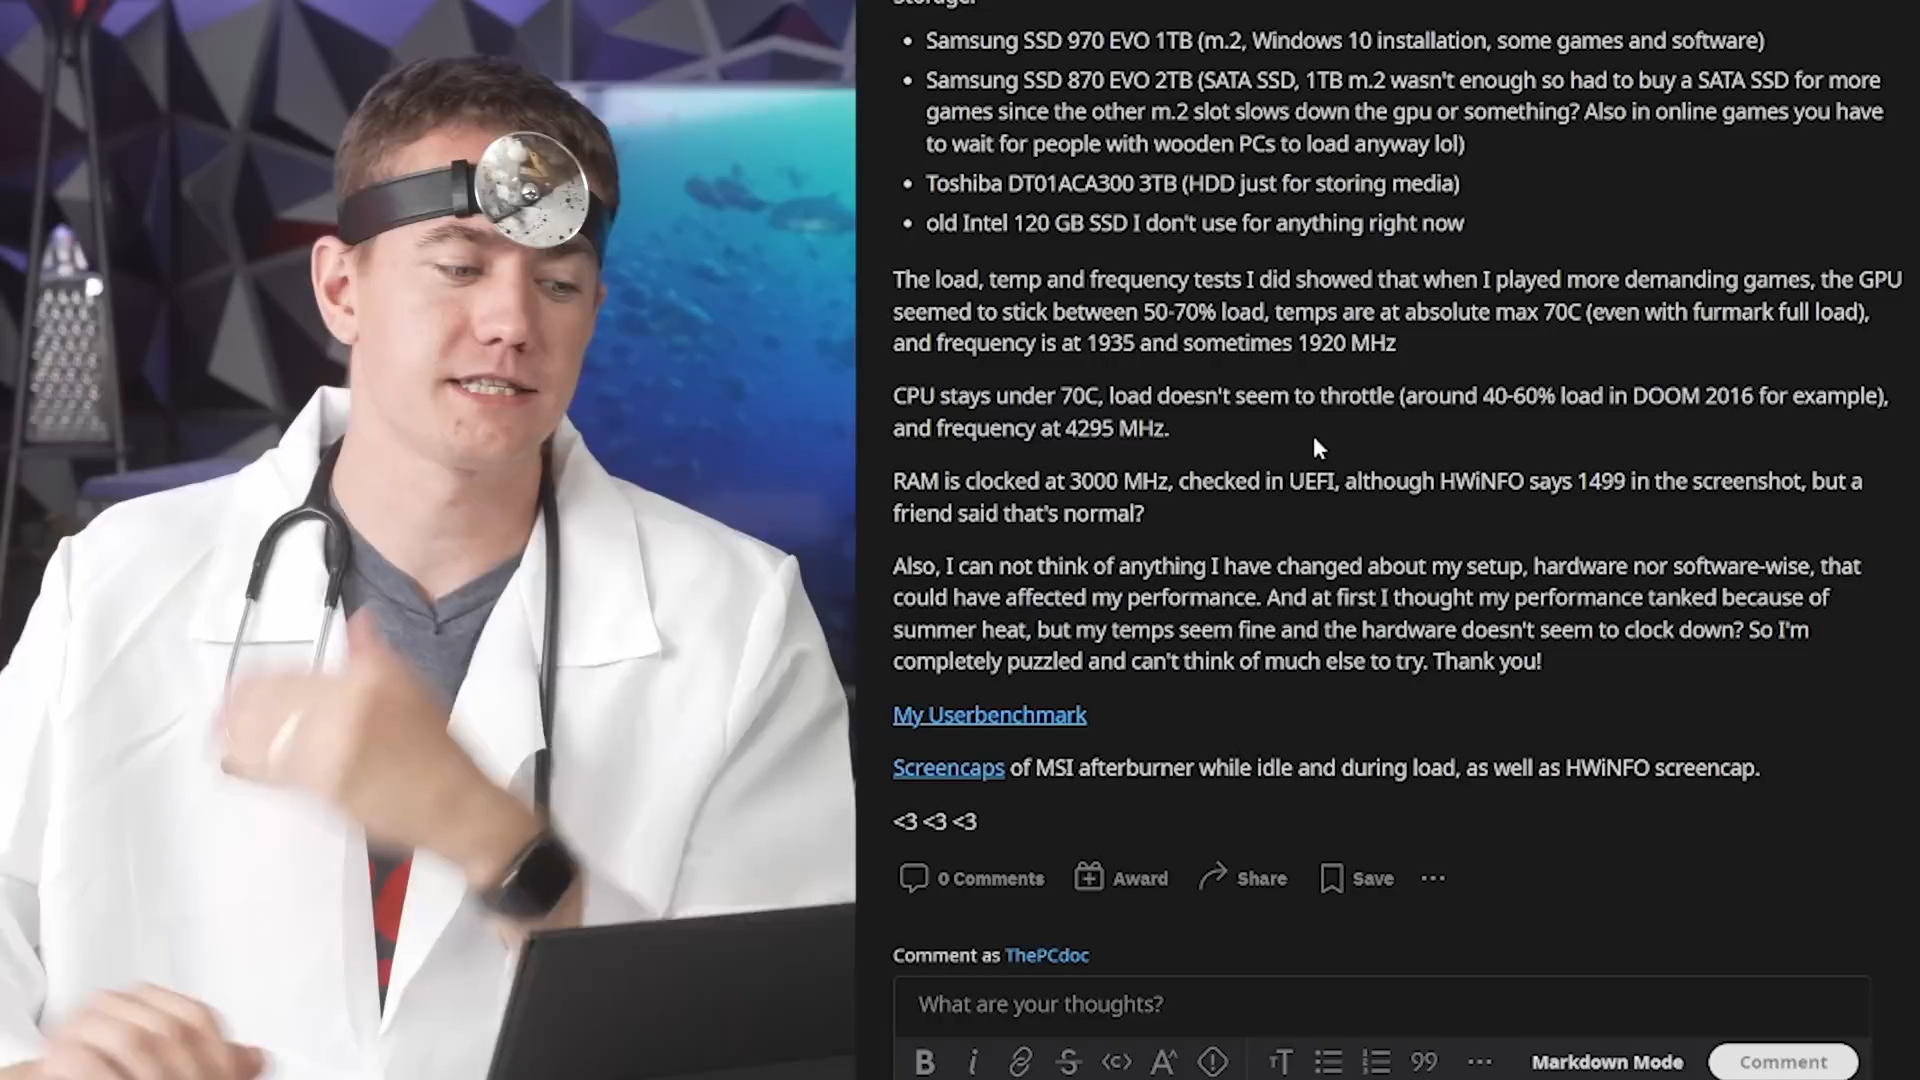 Storage:
• Samsung SSD 970 EVO 1TB (m.2, Windows 10 installation, some games and software)
• Samsung SSD 870 EVO 2TB (SATA SSD, 1TB m.2 wasn't enough so had to buy a SATA SSD for more
games since the other m.2 slot slows down the gpu or something? Also in online games you have
to wait for people with wooden PCs to load anyway lol)
• Toshiba DT01ACA300 3TB (HDD just for storing media)
• old Intel 120 GB SSD I don't use for anything right now
The load, temp and frequency tests I did showed that when I played more demanding games, the GPU
seemed to stick between 50-70% load, temps are at absolute max 70C (even with furmark full load),
and frequency is at 1935 and sometimes 1920 MHz
CPU stays under 70C, load doesn't seem to throttle (around 40-60% load in DOOM 2016 for example),
and frequency at 4295 MHz.
RAM is clocked at 3000 MHz, checked in UEFI, although HWiNFO says 1499 in the screenshot, but a
friend said that's normal?
Also, I can not think of anything I have changed about my setup, hardware nor software-wise, that
could have affected my performance. And at first I thought my performance tanked because of
summer heat, but my temps seem fine and the hardware doesn't seem to clock down? So I'm
completely puzzled and can't think of much else to try. Thank you!
My Userbenchmark
Screencaps of MSI afterburner while idle and during load, as well as HWiNFO screencap.
<3 <3 <3
0 Comments Award Share Save ...
Comment as ThePCdoc
What are your thoughts?
B i S <c> A^ тT 99 ... Markdown Mode Comment